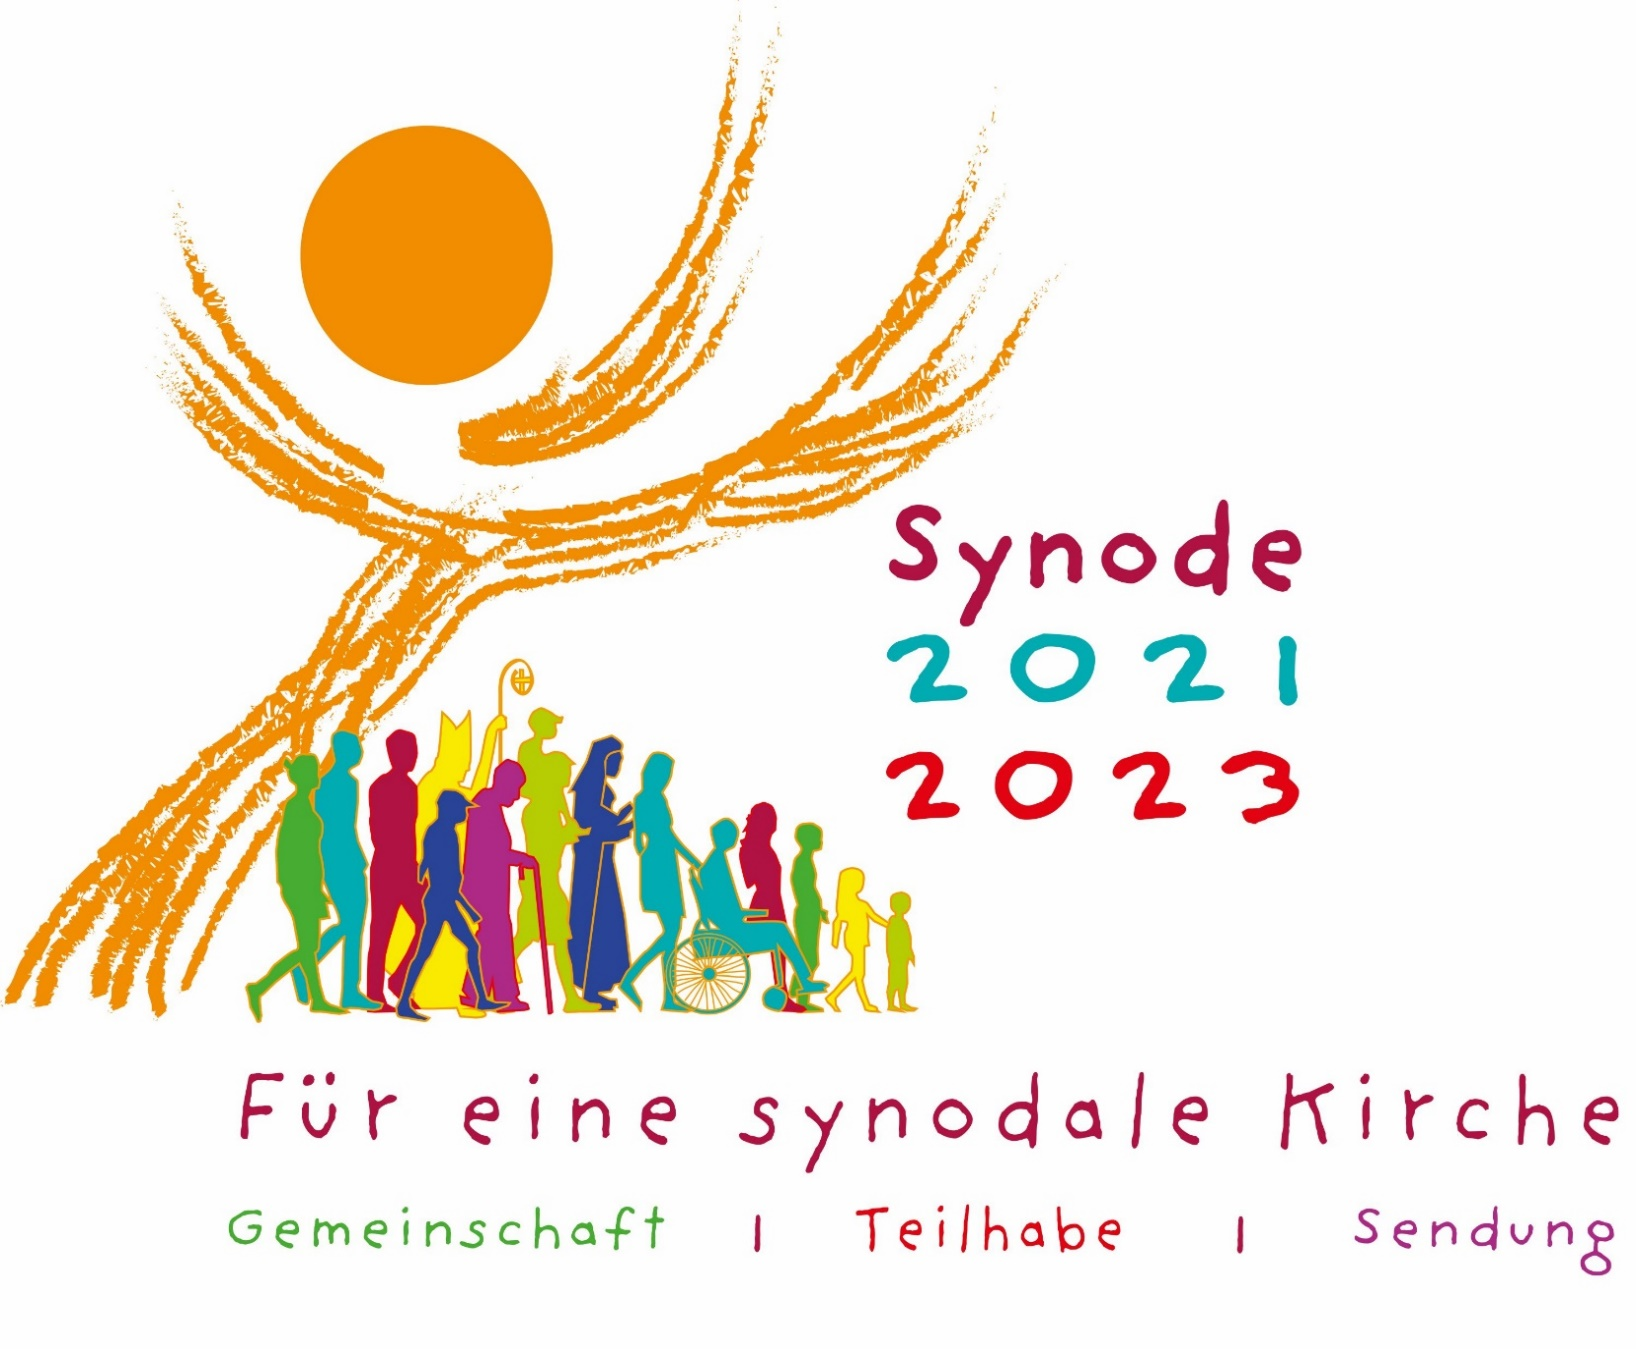 Synode
2021
2023
Für eine synodale Kirche
Gemeinschaft | Teilhabe | Sendung